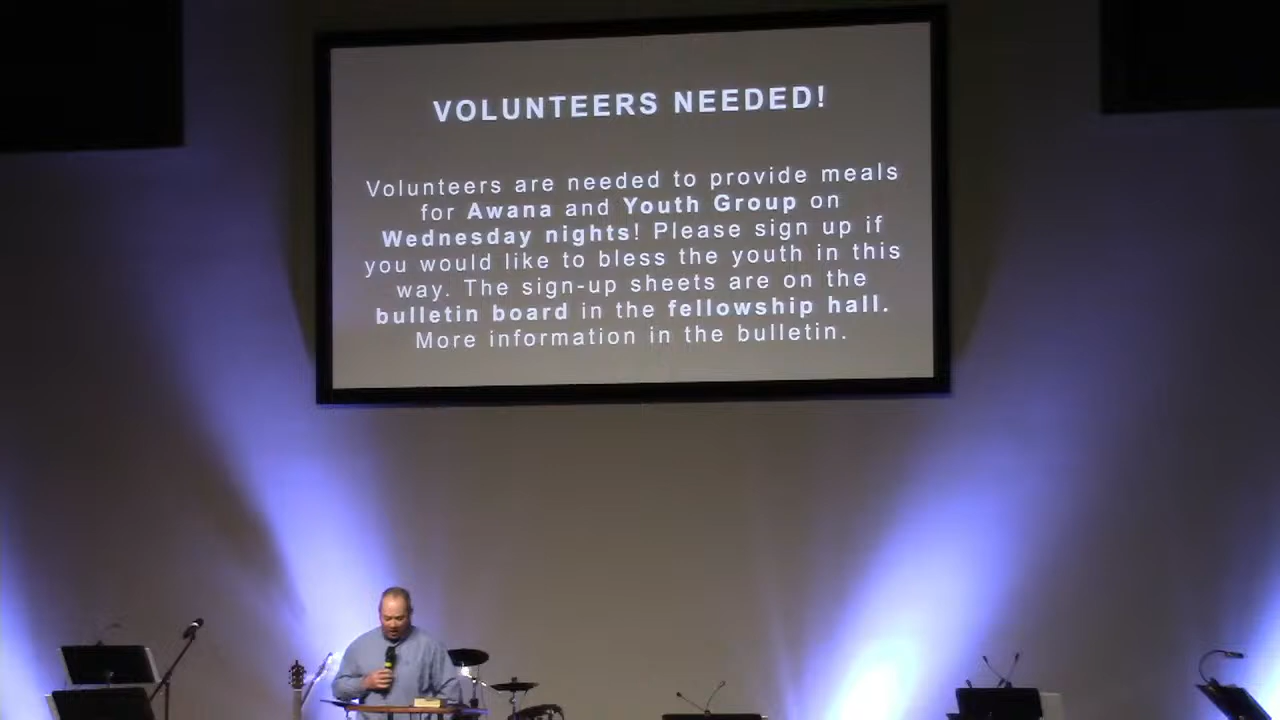 VOLUNTEERS NEEDED!
Volunteers are needed to provide meals
for Awana and Youth Group on
Wednesday nights! Please sign up if
you would like to bless the youth in this
way. The sign-up sheets are on the
bulletin board in the fellowship hall.
More information in the bulletin.